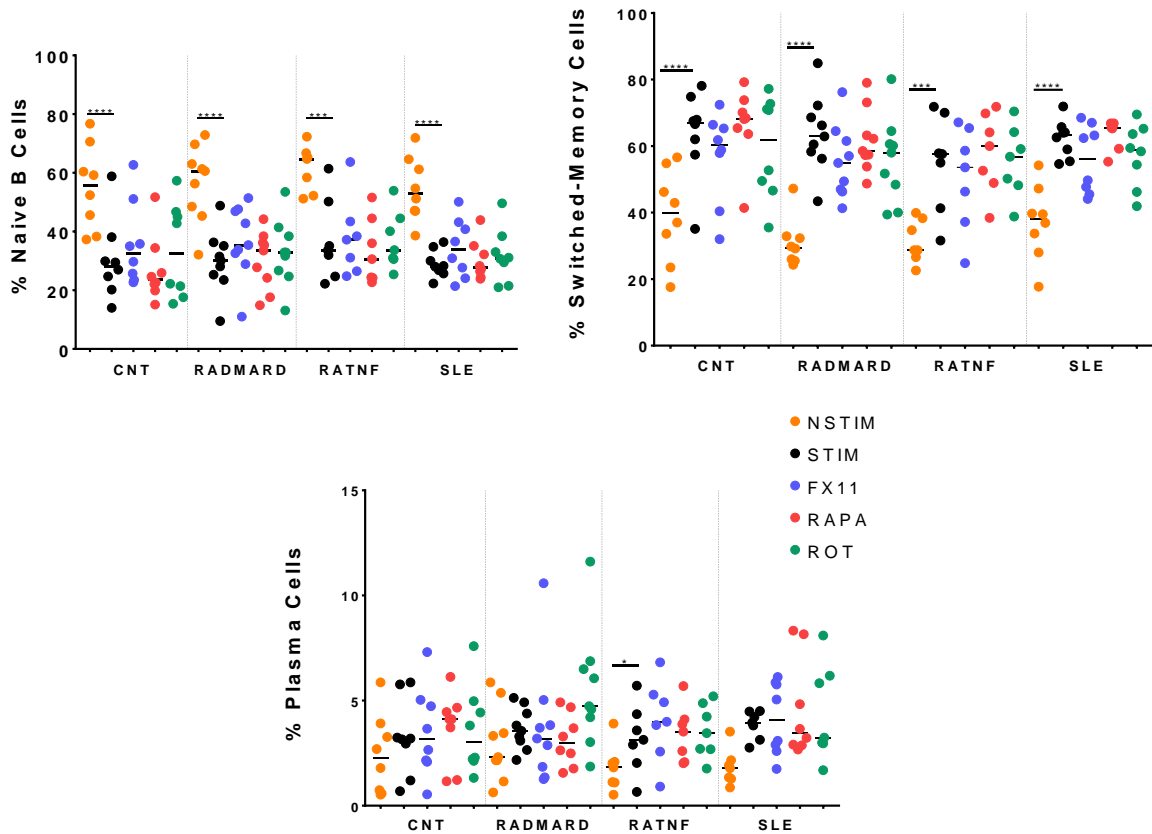 % Naive B Cells
100
80
60
40
20
0
****
****
***
****
CNT RADMARD RATNF SLE
% Switched-Memory Cells
100
80
60
40
20
0
****
****
***
****
CNT RADMARD RATNF SLE
NSTIM
STIM
FX11
RAPA
ROT
% Plasma Cells
15
10
5
0
*
CNT RADMARD RATNF SLE